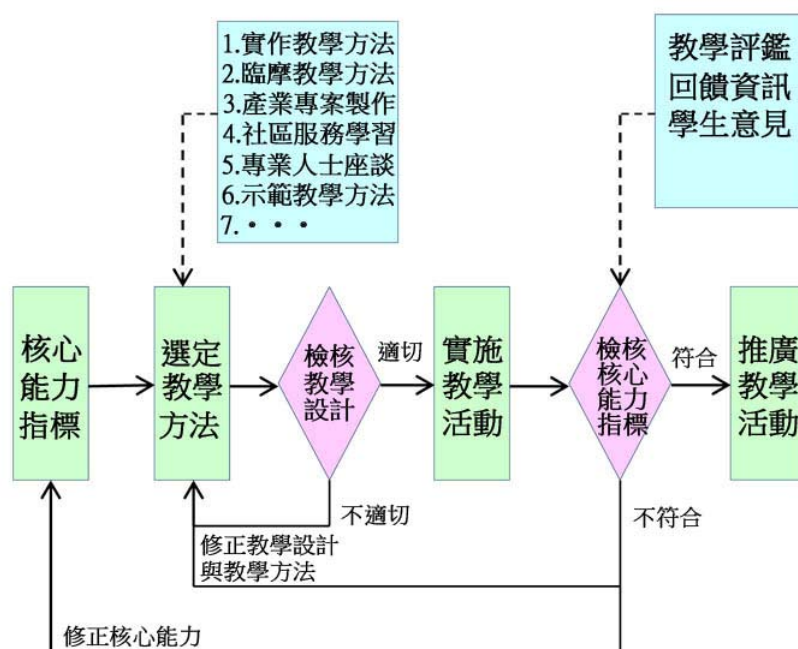 1.實作教學方法
2.臨摩教學方法
3.產業專案製作
4.社區服務學習
5.專業人士座談
6.示範教學方法
7.・・・
教學評鑑
回饋資訊
學生意見
核心
能力
指標
選定
教學
方法
檢核
教學
設計
適切
實施
教學
活動
檢核
核心
能力
指標
符合
推廣
教學
活動
不適切
不符合
修正教學設計
與教學方法
修正核心能力